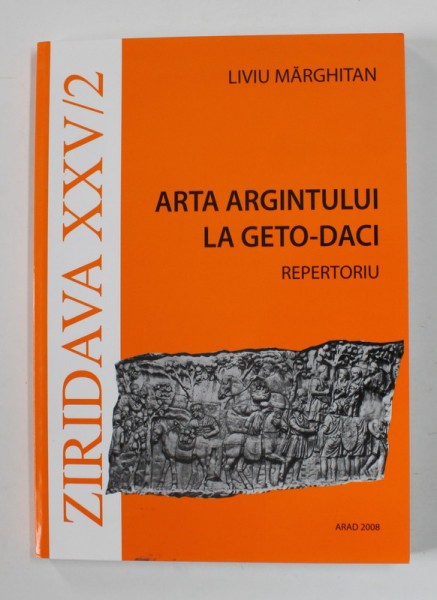 ZIRIDAVA XXV/2
LIVIU MĂRGHITAN
ARTA ARGINTULUI
LA GETO-DACI
REPERTORIU
ARAD 2008